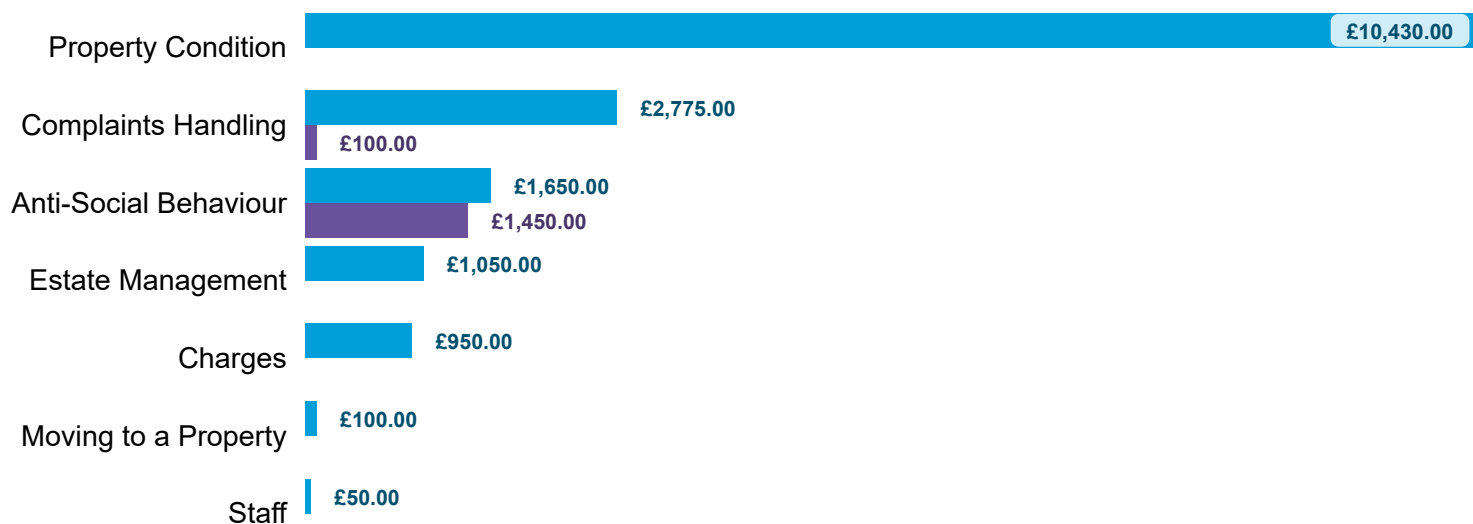 Property Condition
£10,430.00
Complaints Handling
£2,775.00
£100.00
Anti-Social Behaviour
£1,650.00
£1,450.00
Estate Management
£1,050.00
Charges
£950.00
Moving to a Property
£100.00
Staff
£50.00